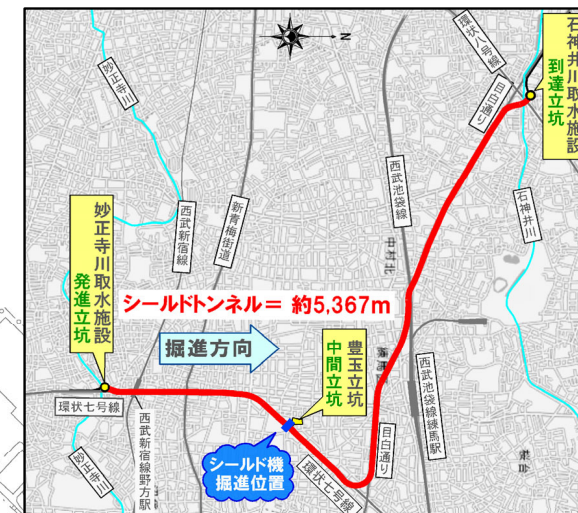 N
環状八号線
石神井川取水施設
到達立坑
目白通り
妙正寺川
石神井川
西武新宿線
新青梅街道
西武池袋線
中村北
妙正寺川取水施設
発進立坑
シールドトンネル= 約5,367m
掘進方向
豊玉立坑
中間立坑
西武池袋線練馬駅
環状七号線
西武新宿線野方駅
目白通り
シールド機
掘進位置
環状七号線
妙正寺川